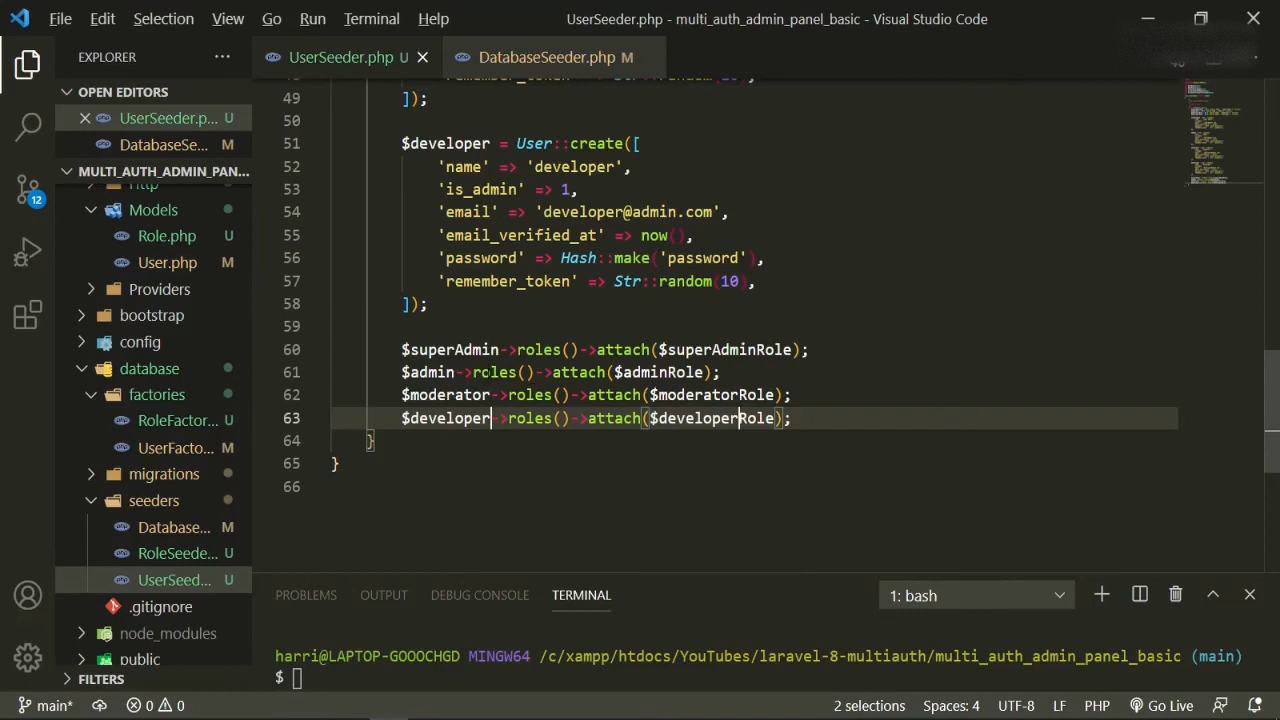 File Edit Selection View Go Run Terminal Help UserSeeder.php - multi_auth_admin_panel_basic - Visual Studio Code
EXPLORER ···
UserSeeder.php U
DatabaseSeeder.php M
OPEN EDITORS
UserSeeder.p... U
DatabaseSe... M
MULTI_AUTH_ADMIN_PAN...
Http
Models
Role.php U
User.php M
Providers
bootstrap
config
database
factories
RoleFactor... U
UserFacto... M
migrations
seeders
Database... M
RoleSeede... U
UserSeed... U
.gitignore
node_modules
public
FILTERS
12
49 ]);
50
51 $developer = User::create([
52 'name' => 'developer',
53 'is_admin' => 1,
54 'email' => 'developer@admin.com',
55 'email_verified_at' => now(),
56 'password' => Hash::make('password'),
57 'remember_token' => Str::random(10),
58 ]);
59
60 $superAdmin->roles()->attach($superAdminRole);
61 $admin->roles()->attach($adminRole);
62 $moderator->roles()->attach($moderatorRole);
63 $developer->roles()->attach($developerRole);
64 }
65 }
66
PROBLEMS OUTPUT DEBUG CONSOLE TERMINAL 1: bash
harri@LAPTOP-GOOOCHGD MINGW64 /c/xampp/htdocs/YouTubes/laravel-8-multiauth/multi_auth_admin_panel_basic (main)
$
main* 0 0 2 selections Spaces: 4 UTF-8 LF PHP Go Live